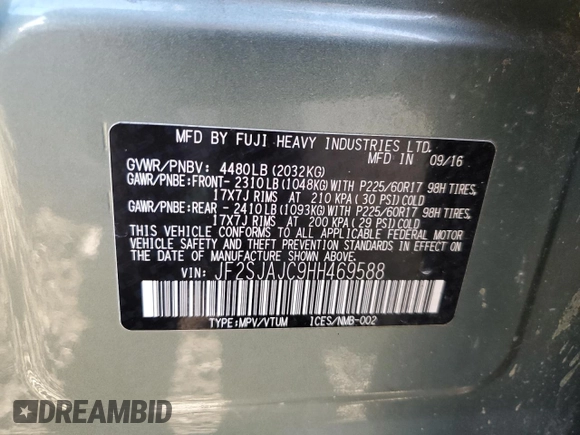 MFD BY FUJI HEAVY INDUSTRIES LTD.
MFD IN 09/16
GVWR/PNBV: 4480LB(2032KG)
GAWR/PNBE:FRONT- 2310LB(1048KG)WITH P225/60R17 98H TIRES,
17X7J RIMS AT 210 KPA(30 PSI)COLD
GAWR/PNBE:REAR - 2410LB(1093KG)WITH P225/60R17 98H TIRES,
17X7J RIMS AT 200 KPA(29 PSI)COLD
THIS VEHICLE CONFORMS TO ALL APPLICABLE FEDERAL MOTOR
VEHICLE SAFETY STANDARDS IN EFFECT ON
THE DATE OF MANUFACTURE SHOWN ABOVE.
VIN: JF2SJAJC9HH469588
TYPE:MPV/VTUM ICES/NMB-002
DREAMBID